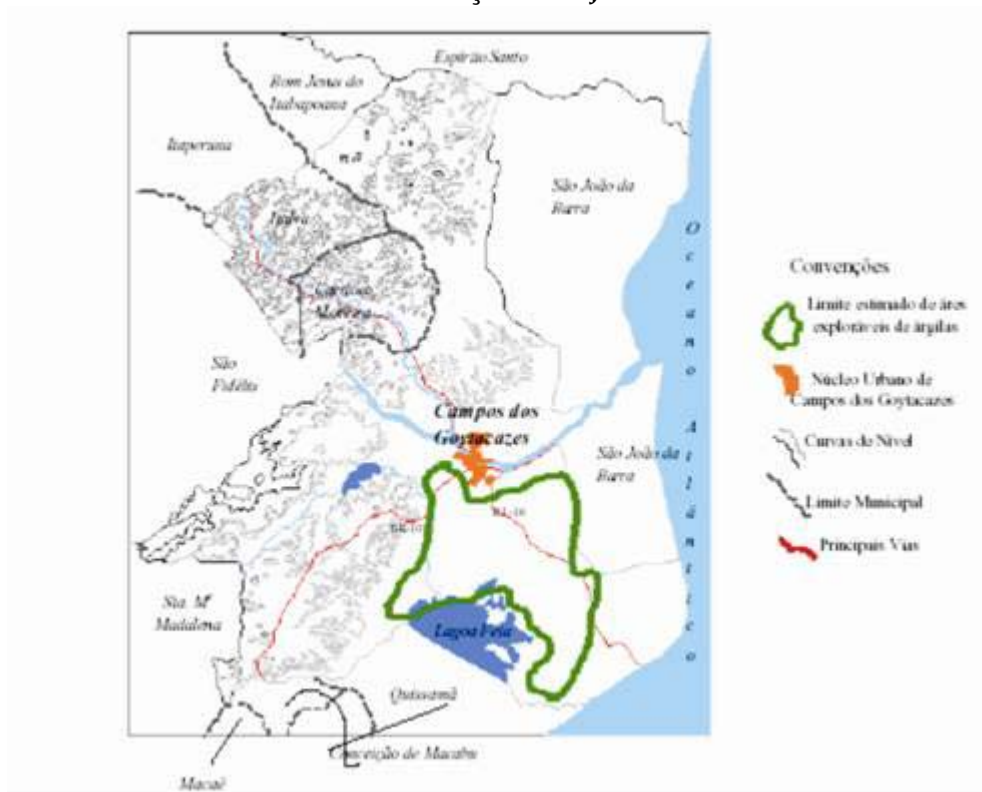 Espírito Santo
Bom Jesus do
Itabapoana
Itaperuna
São João da
Barra
Italva
Cardoso
Moreira
São
Fidélis
Campos dos
Goytacazes
São João da
Barra
Oceano Atlântico
Sta. Mª
Madalena
Lagoa Feia
Quissamã
Conceição de Macabu
Macaé
Convenções
Limite estimado de áres
exploráveis de árgilas
Núcleo Urbano de
Campos dos Goytacazes
Curvas de Nível
Limite Municipal
Principais Vias